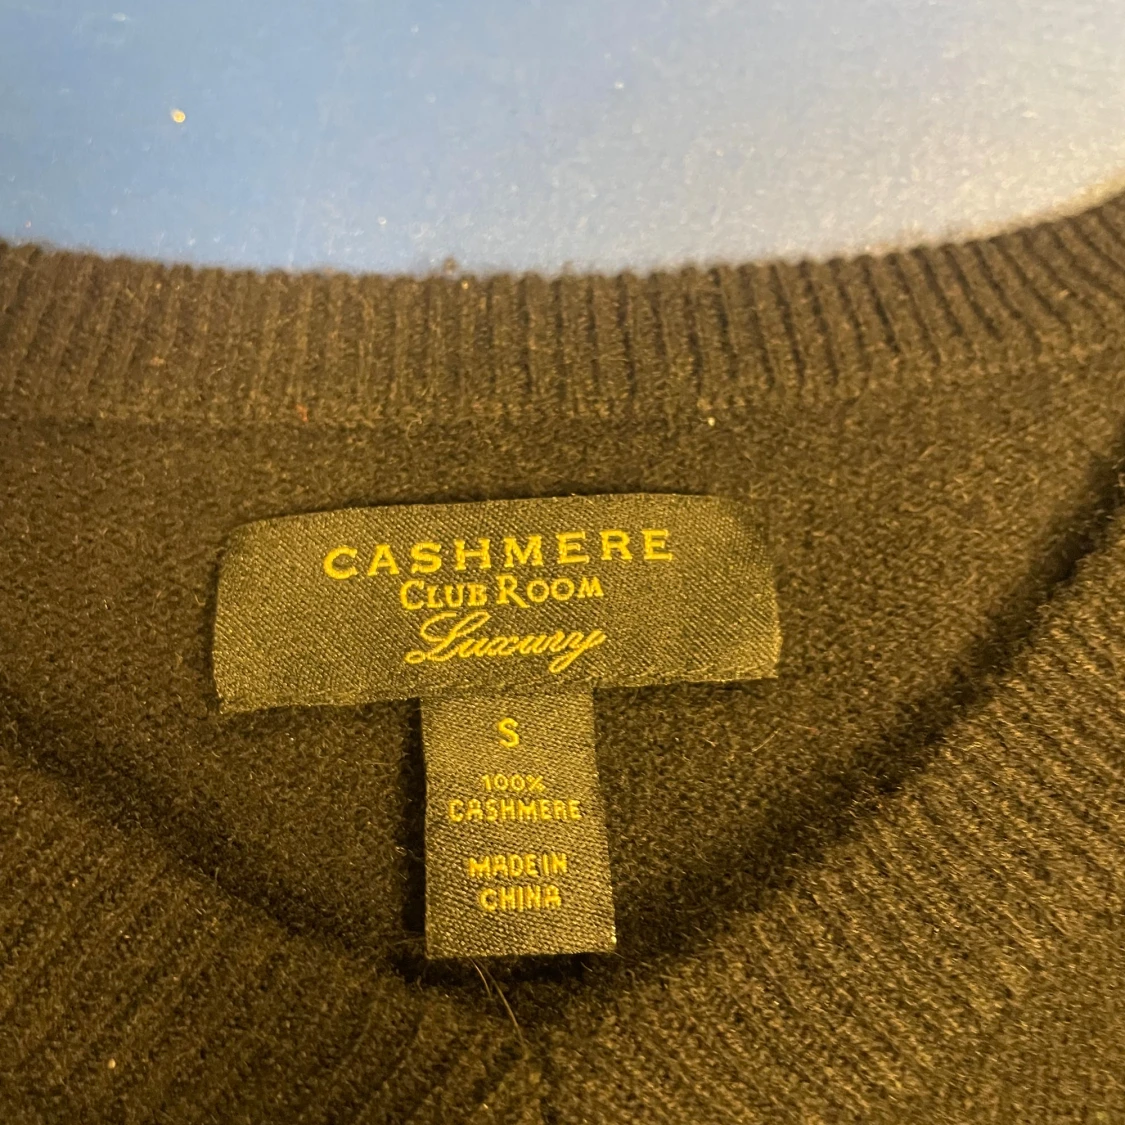 CASHMERE
CLUB ROOM
Luxury
S
100%
CASHMERE
MADE IN
CHINA